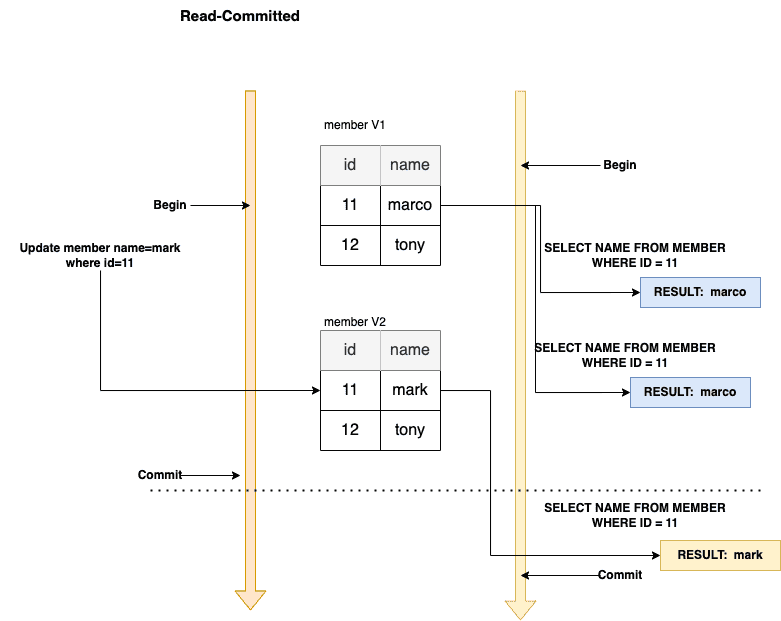 Read-Committed
member V1
id name
11 marco
12 tony
Begin
Begin
Update member name=mark
where id=11
SELECT NAME FROM MEMBER
WHERE ID = 11
RESULT: marco
member V2
id name
11 mark
12 tony
SELECT NAME FROM MEMBER
WHERE ID = 11
RESULT: marco
Commit
SELECT NAME FROM MEMBER
WHERE ID = 11
RESULT: mark
Commit